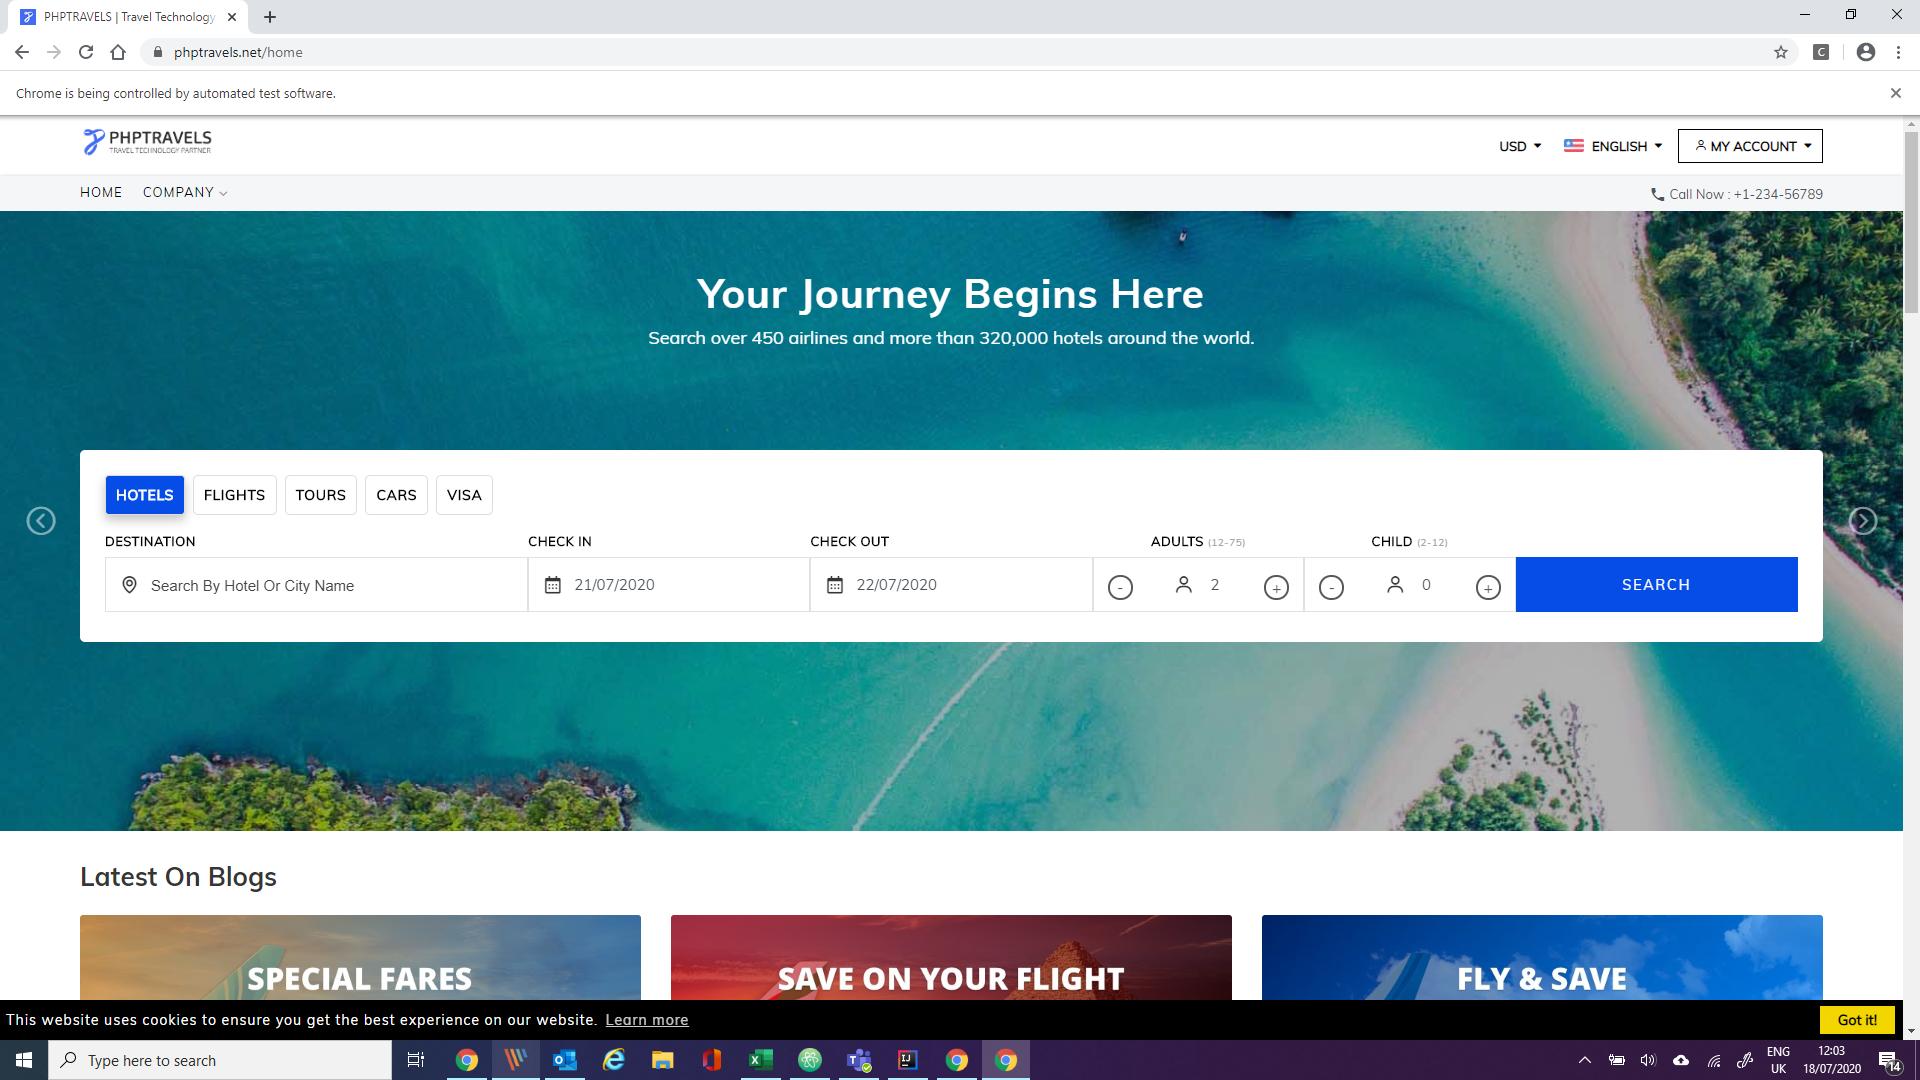 PHPTRAVELS | Travel Technology
phptravels.net/home
Chrome is being controlled by automated test software.
PHPTRAVELS
TRAVEL TECHNOLOGY PARTNER
USD
ENGLISH
MY ACCOUNT
HOME
COMPANY
Call Now : +1-234-56789
Your Journey Begins Here
Search over 450 airlines and more than 320,000 hotels around the world.
HOTELS
FLIGHTS
TOURS
CARS
VISA
DESTINATION
CHECK IN
CHECK OUT
ADULTS (12-75)
CHILD (2-12)
Search By Hotel Or City Name
21/07/2020
22/07/2020
- 2 +
- 0 +
SEARCH
Latest On Blogs
SPECIAL FARES
SAVE ON YOUR FLIGHT
FLY & SAVE
This website uses cookies to ensure you get the best experience on our website. Learn more
Got it!
Type here to search
ENG
UK
12:03
18/07/2020
14